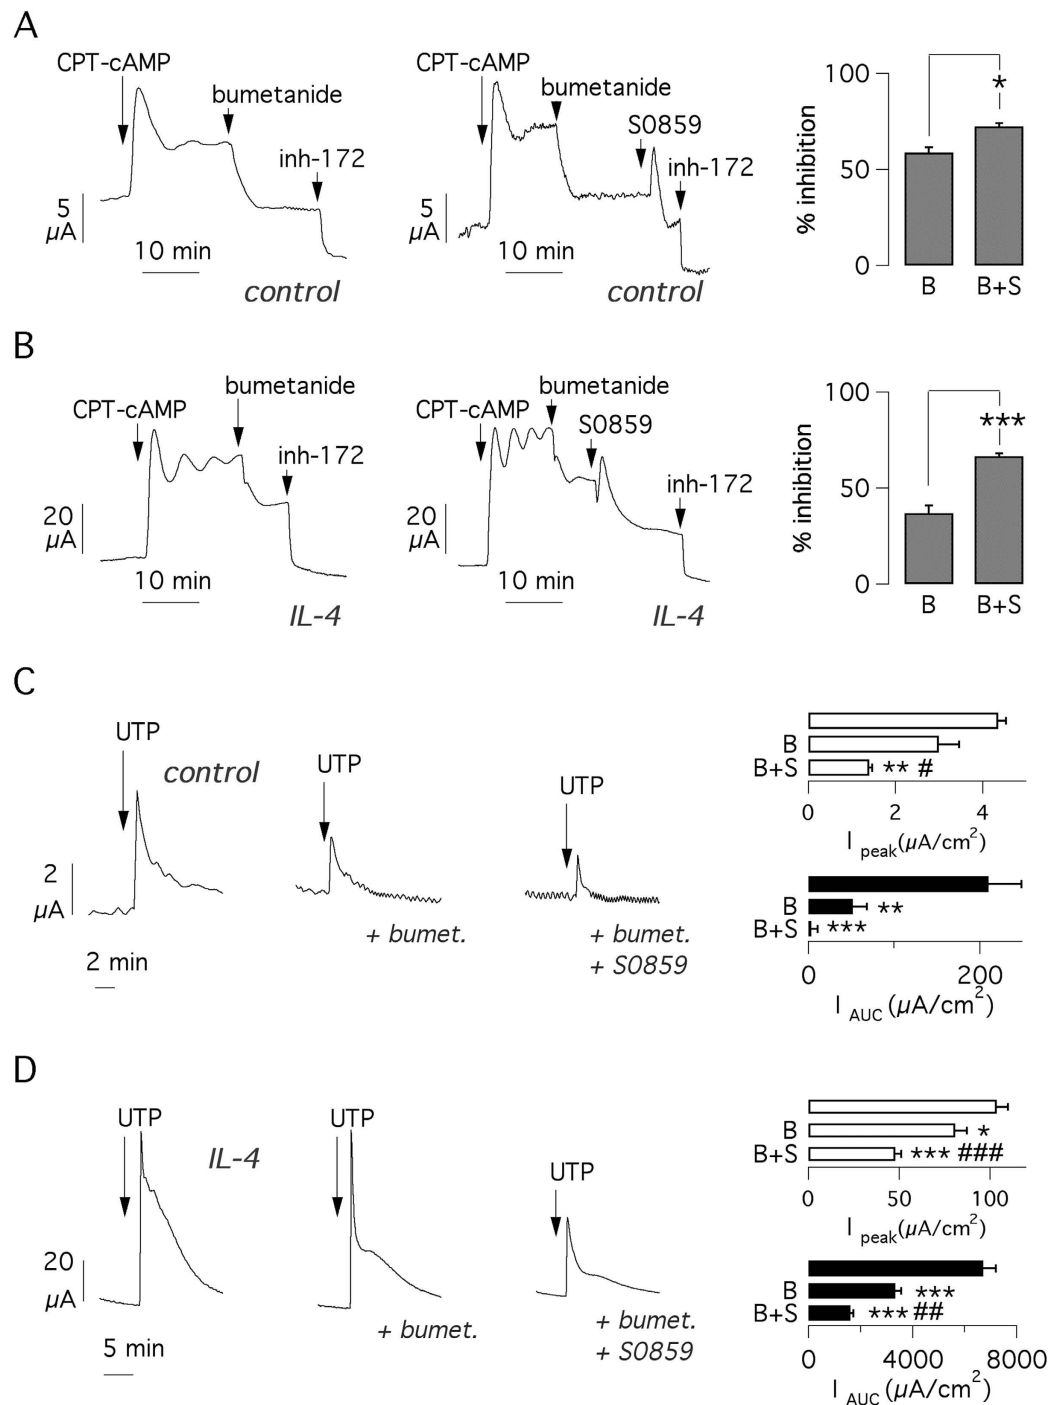 A
CPT-cAMP
bumetanide
inh-172
5
µA
10 min
control
CPT-cAMP
bumetanide
S0859
inh-172
5
µA
10 min
control
% inhibition
100
50
0
*
B
B+S
B
CPT-cAMP
bumetanide
inh-172
20
µA
10 min
IL-4
CPT-cAMP
bumetanide
S0859
inh-172
20
µA
10 min
IL-4
% inhibition
100
50
0
***
B
B+S
C
UTP
control
2
µA
2 min
UTP
+ bumet.
UTP
+ bumet.
+ S0859
B
B+S ** #
0 2 4
I peak(µA/cm²)
B **
B+S ***
0 200
I AUC (µA/cm²)
D
UTP
IL-4
20
µA
5 min
UTP
+ bumet.
UTP
+ bumet.
+ S0859
B *
B+S *** ###
0 50 100
I peak(µA/cm²)
B ***
B+S *** ##
0 4000 8000
I AUC (µA/cm²)